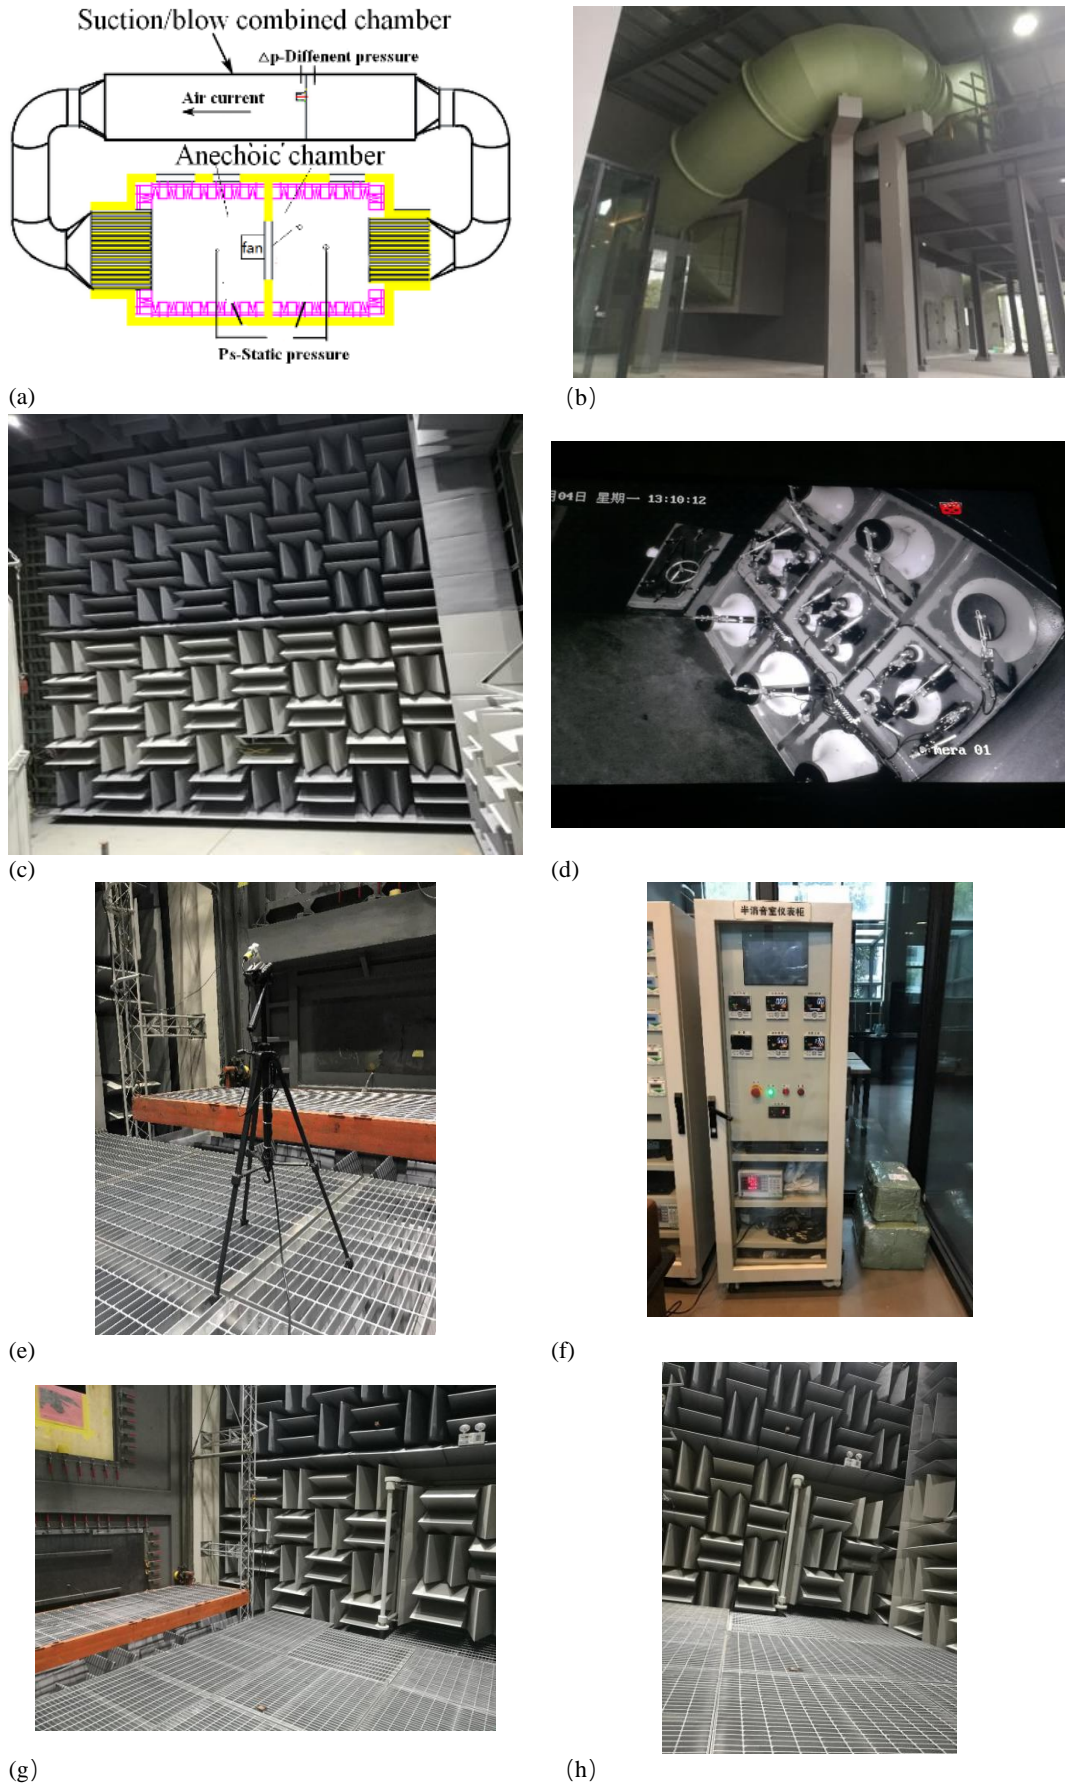 Suction/blow combined chamber
△p-Diffenent pressure
Air current
Anechoic chamber
fan
Ps-Static pressure
(a)
（b）
月04日 星期一 13:10:12
mera 01
(c)
(d)
半消音室仪表柜
(e)
(f)
(g）
（h）